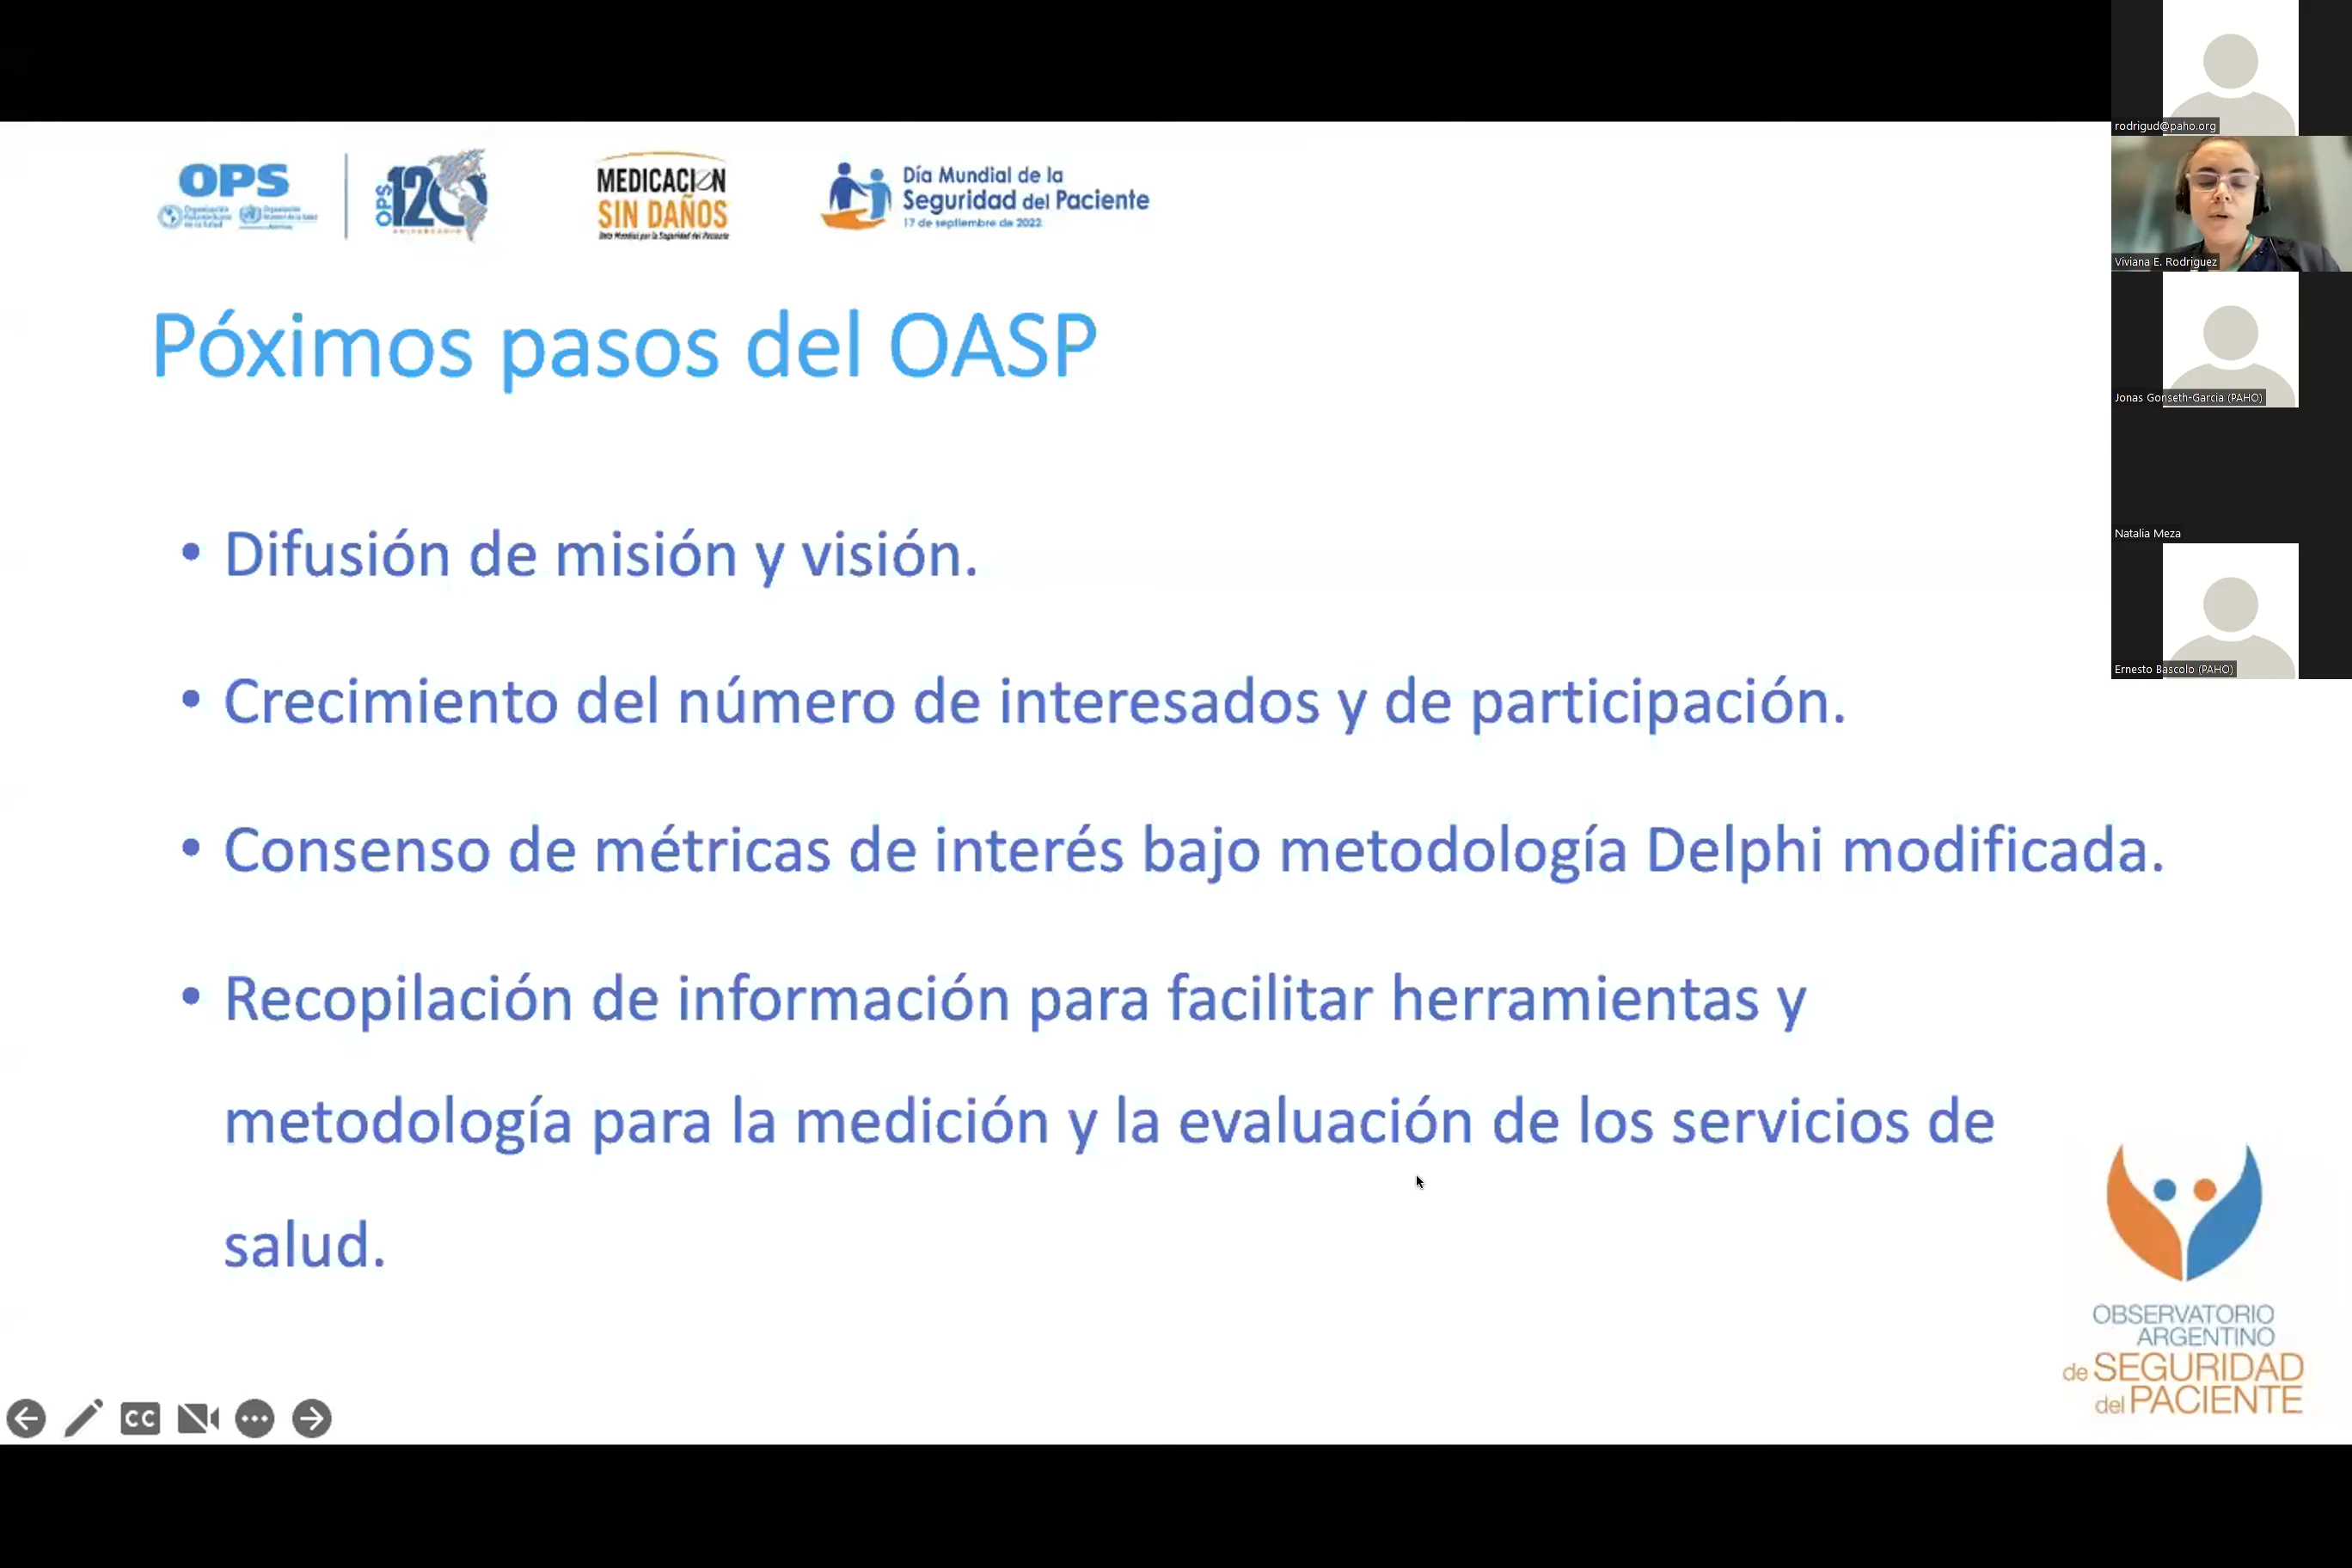 OPS
OPS 120
ANIVERSARIO
MEDICACIÓN
SIN DAÑOS
Día Mundial de la
Seguridad del Paciente
17 de septiembre de 2022
Póximos pasos del OASP
• Difusión de misión y visión.
• Crecimiento del número de interesados y de participación.
• Consenso de métricas de interés bajo metodología Delphi modificada.
• Recopilación de información para facilitar herramientas y
metodología para la medición y la evaluación de los servicios de
salud.
OBSERVATORIO
ARGENTINO
de SEGURIDAD
del PACIENTE
CC
rodrigud@paho.org
Viviana E. Rodriguez
Jonas Gonseth-Garcia (PAHO)
Natalia Meza
Ernesto Bascolo (PAHO)